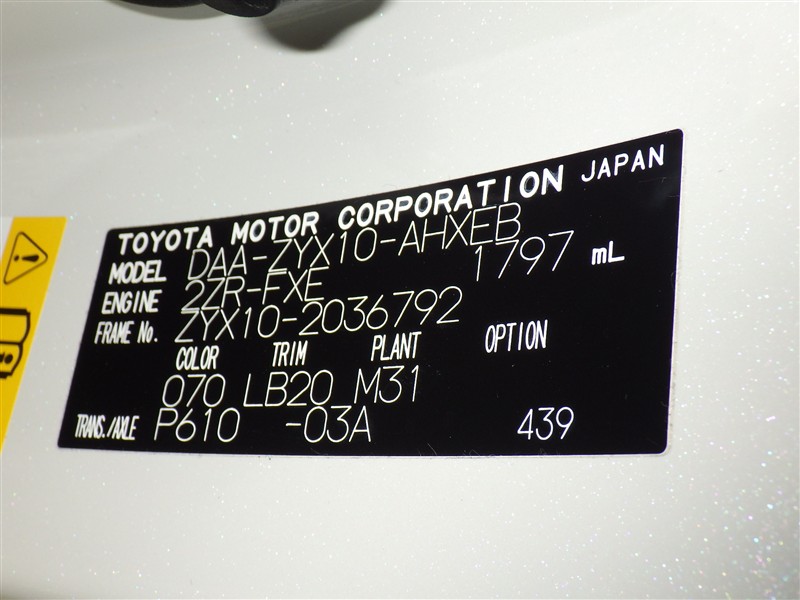 TOYOTA MOTOR CORPORATION JAPAN
MODEL DAA-ZYX10-AHXEB
ENGINE 2ZR-FXE 1797 mL
FRAME No. ZYX10-2036792
COLOR TRIM PLANT OPTION
070 LB20 M31
TRANS./AXLE P610 -03A 439